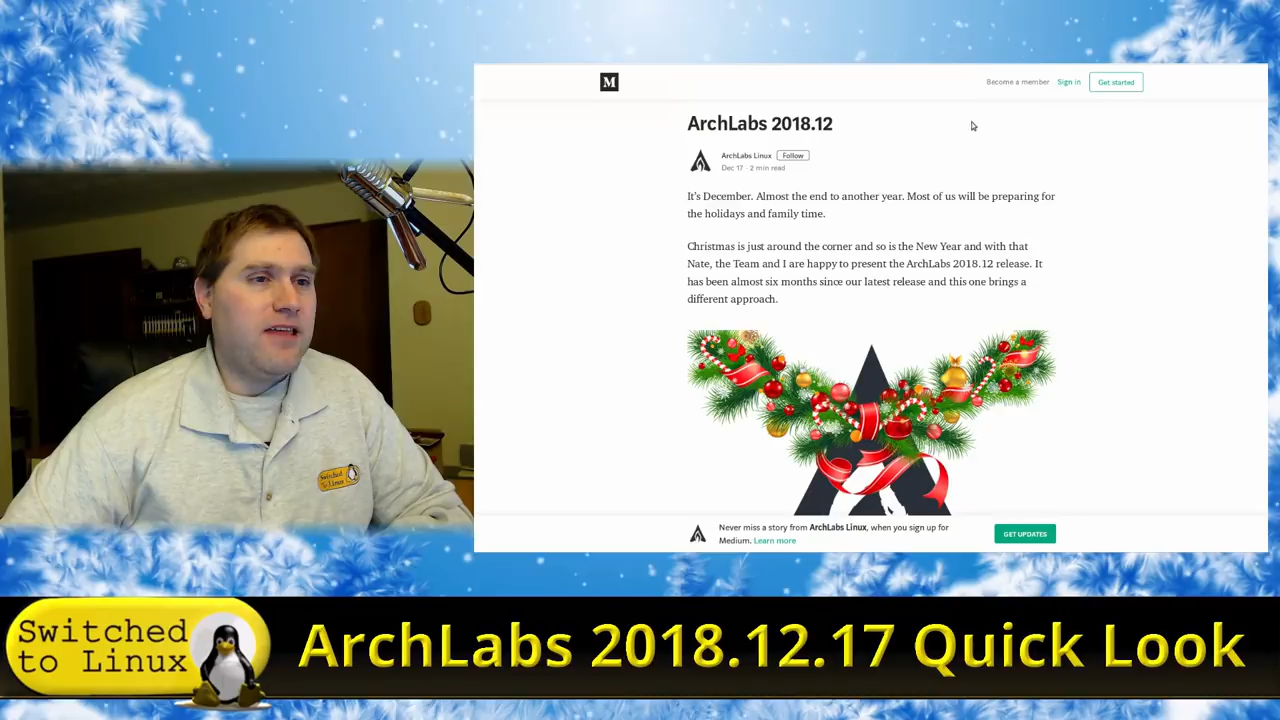 M
Become a member Sign in Get started
ArchLabs 2018.12
ArchLabs Linux Follow
Dec 17 · 2 min read
It's December. Almost the end to another year. Most of us will be preparing for
the holidays and family time.
Christmas is just around the corner and so is the New Year and with that
Nate, the Team and I are happy to present the ArchLabs 2018.12 release. It
has been almost six months since our latest release and this one brings a
different approach.
Never miss a story from ArchLabs Linux, when you sign up for
Medium. Learn more
GET UPDATES
Switched
To Linux
Switched
to Linux
ArchLabs 2018.12.17 Quick Look